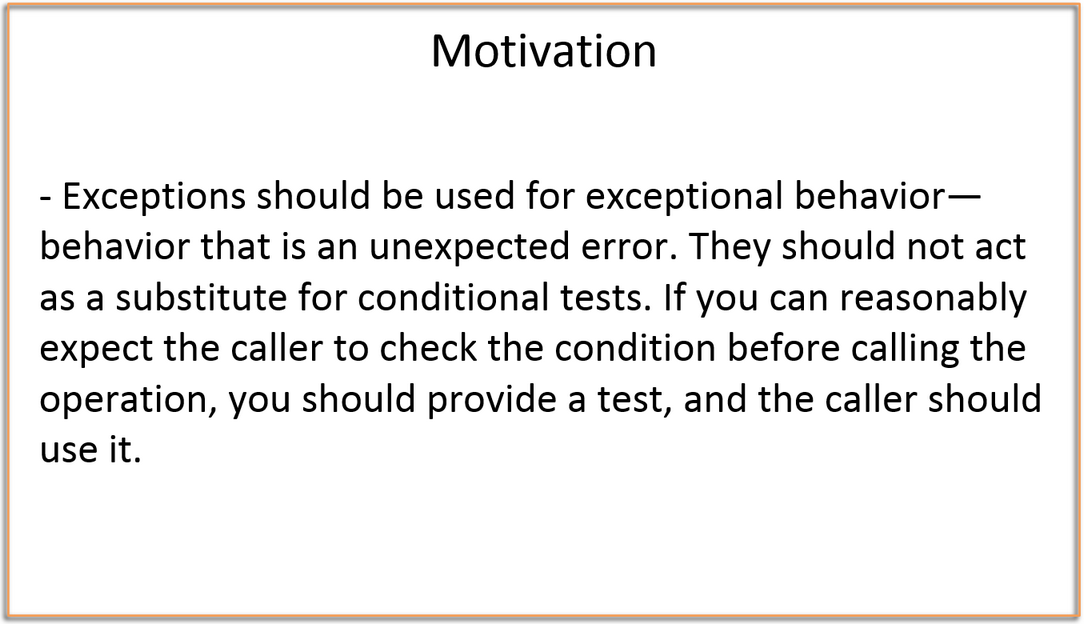 Motivation
- Exceptions should be used for exceptional behavior—
behavior that is an unexpected error. They should not act
as a substitute for conditional tests. If you can reasonably
expect the caller to check the condition before calling the
operation, you should provide a test, and the caller should
use it.